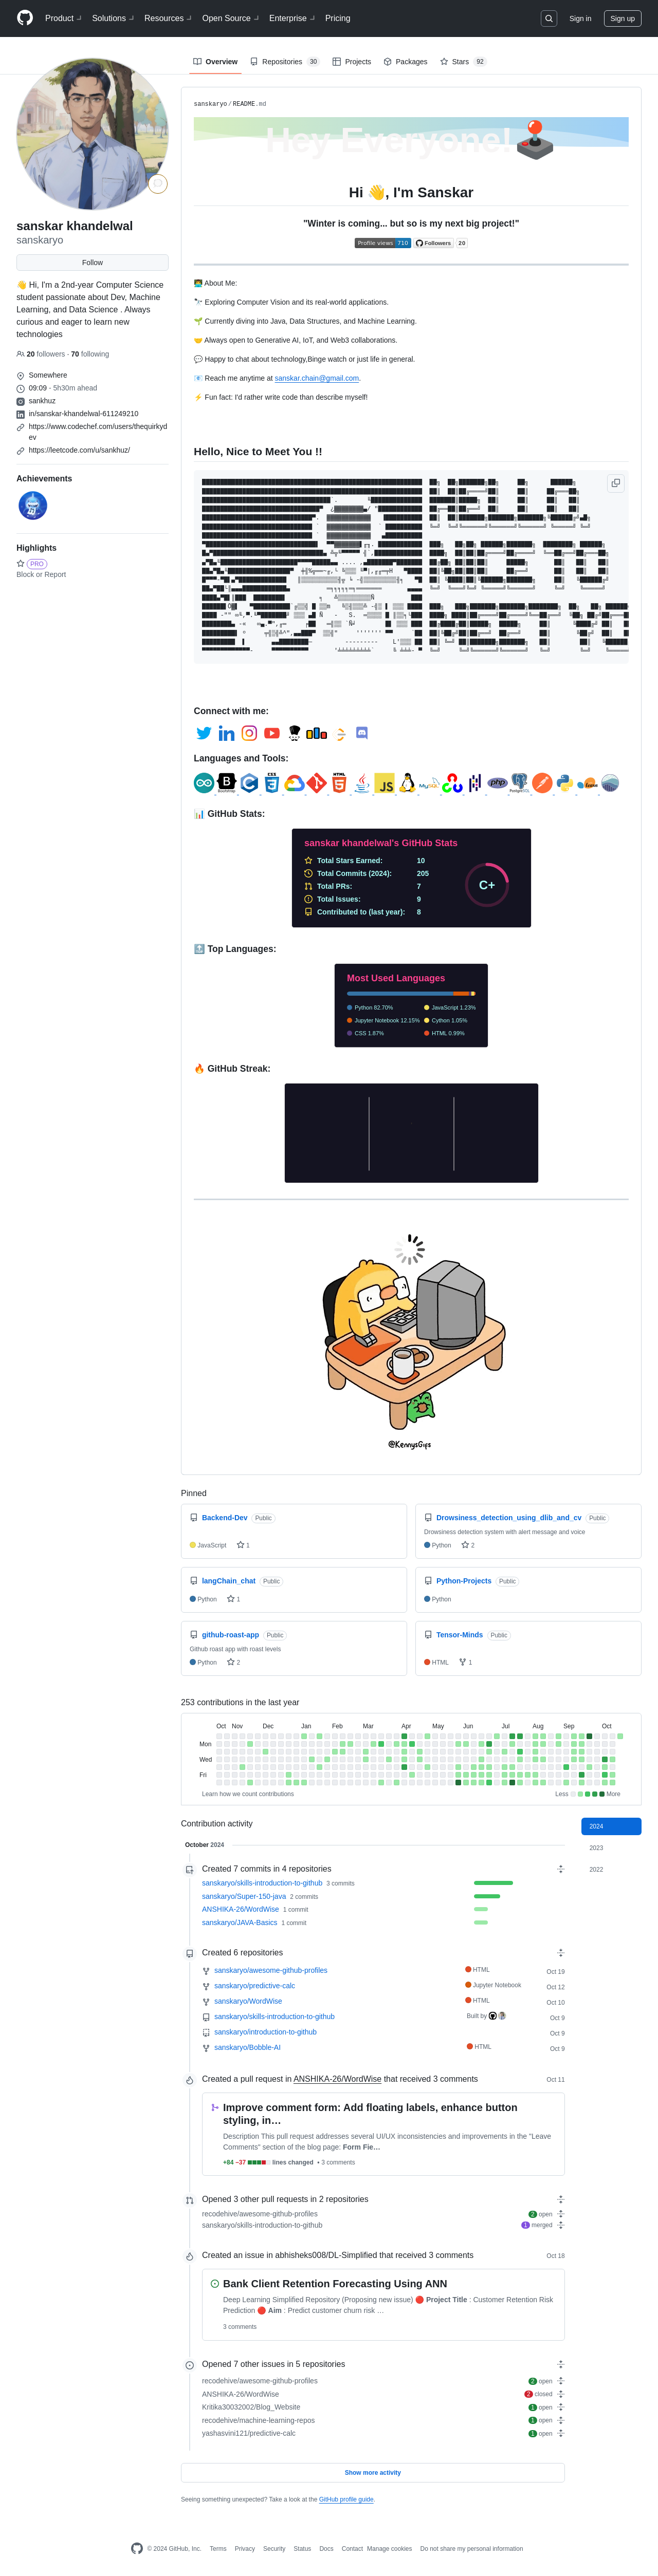 Product
Solutions
Resources
Open Source
Enterprise
Pricing
Sign in
Sign up
Overview
Repositories 30
Projects
Packages
Stars 92
sanskar khandelwal
sanskaryo
Follow
👋 Hi, I'm a 2nd-year Computer Science
student passionate about Dev, Machine
Learning, and Data Science . Always
curious and eager to learn new
technologies
20 followers · 70 following
Somewhere
09:09 - 5h30m ahead
sankhuz
in/sanskar-khandelwal-611249210
https://www.codechef.com/users/thequirkyd
ev
https://leetcode.com/u/sankhuz/
Achievements
Highlights
PRO
Block or Report
sanskaryo / README.md
Hey Everyone!🕹️
Hi 👋, I'm Sanskar
"Winter is coming... but so is my next big project!"
Profile views 710
Followers 20
👨‍💻 About Me:
🔭 Exploring Computer Vision and its real-world applications.
🌱 Currently diving into Java, Data Structures, and Machine Learning.
🤝 Always open to Generative AI, IoT, and Web3 collaborations.
💬 Happy to chat about technology,Binge watch or just life in general.
📧 Reach me anytime at sanskar.chain@gmail.com.
⚡ Fun fact: I'd rather write code than describe myself!
Hello, Nice to Meet You !!
Connect with me:
Languages and Tools:
📊 GitHub Stats:
sanskar khandelwal's GitHub Stats
Total Stars Earned: 10
Total Commits (2024): 205
Total PRs: 7
Total Issues: 9
Contributed to (last year): 8
C+
🔝 Top Languages:
Most Used Languages
Python 82.70%
JavaScript 1.23%
Jupyter Notebook 12.15%
Cython 1.05%
CSS 1.87%
HTML 0.99%
🔥 GitHub Streak:
@KennysGifs
Pinned
Backend-Dev Public
JavaScript 1
Drowsiness_detection_using_dlib_and_cv Public
Drowsiness detection system with alert message and voice
Python 2
langChain_chat Public
Python 1
Python-Projects Public
Python
github-roast-app Public
Github roast app with roast levels
Python 2
Tensor-Minds Public
HTML 1
253 contributions in the last year
Oct Nov Dec Jan Feb Mar Apr May Jun Jul Aug Sep Oct
Mon
Wed
Fri
Learn how we count contributions
Less More
Contribution activity
2024
2023
2022
October 2024
Created 7 commits in 4 repositories
sanskaryo/skills-introduction-to-github 3 commits
sanskaryo/Super-150-java 2 commits
ANSHIKA-26/WordWise 1 commit
sanskaryo/JAVA-Basics 1 commit
Created 6 repositories
sanskaryo/awesome-github-profiles HTML Oct 19
sanskaryo/predictive-calc Jupyter Notebook Oct 12
sanskaryo/WordWise HTML Oct 10
sanskaryo/skills-introduction-to-github Built by Oct 9
sanskaryo/introduction-to-github Oct 9
sanskaryo/Bobble-AI HTML Oct 9
Created a pull request in ANSHIKA-26/WordWise that received 3 comments Oct 11
Improve comment form: Add floating labels, enhance button
styling, in…
Description This pull request addresses several UI/UX inconsistencies and improvements in the "Leave
Comments" section of the blog page: Form Fie…
+84 −37 lines changed • 3 comments
Opened 3 other pull requests in 2 repositories
recodehive/awesome-github-profiles 2 open
sanskaryo/skills-introduction-to-github 1 merged
Created an issue in abhisheks008/DL-Simplified that received 3 comments Oct 18
Bank Client Retention Forecasting Using ANN
Deep Learning Simplified Repository (Proposing new issue) 🔴 Project Title : Customer Retention Risk
Prediction 🔴 Aim : Predict customer churn risk …
3 comments
Opened 7 other issues in 5 repositories
recodehive/awesome-github-profiles 2 open
ANSHIKA-26/WordWise 2 closed
Kritika30032002/Blog_Website 1 open
recodehive/machine-learning-repos 1 open
yashasvini121/predictive-calc 1 open
Show more activity
Seeing something unexpected? Take a look at the GitHub profile guide.
© 2024 GitHub, Inc. Terms Privacy Security Status Docs Contact Manage cookies Do not share my personal information